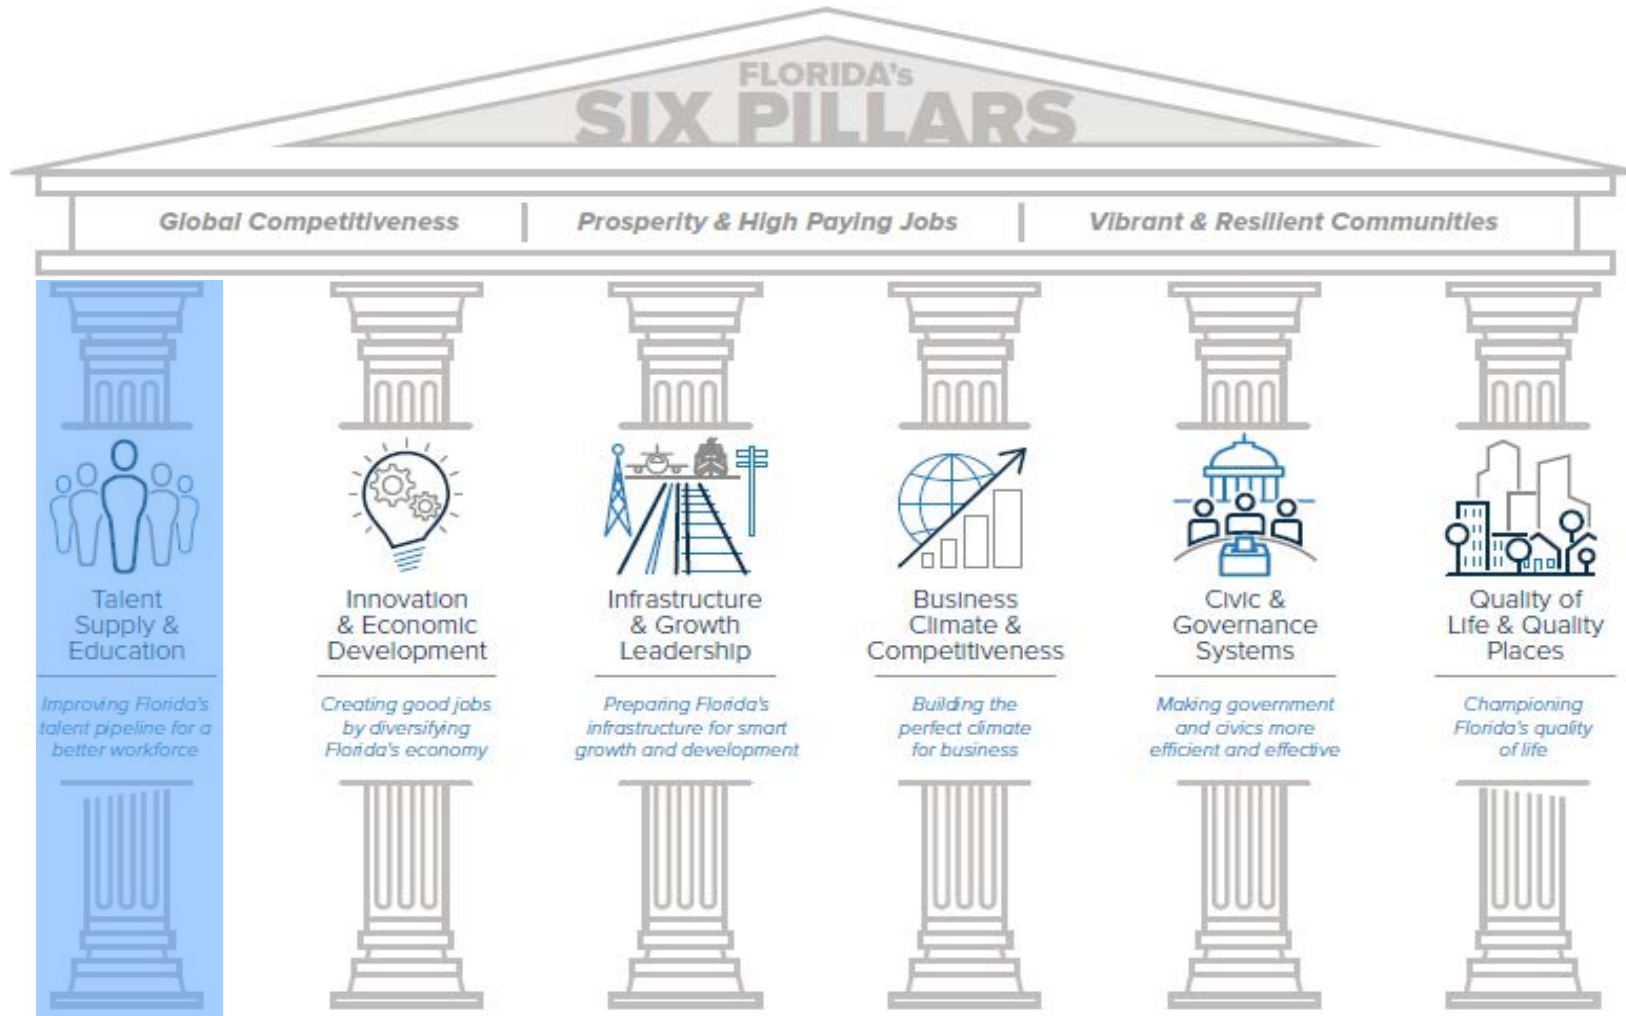 FLORIDA's
SIX PILLARS
Global Competitiveness
Prosperity & High Paying Jobs
Vibrant & Resilient Communities
Talent
Supply &
Education
Improving Florida's
talent pipeline for a
better workforce
Innovation
& Economic
Development
Creating good jobs
by diversifying
Florida's economy
Infrastructure
& Growth
Leadership
Preparing Florida's
infrastructure for smart
growth and development
Business
Climate &
Competitiveness
Building the
perfect climate
for business
Civic &
Governance
Systems
Making government
and civics more
efficient and effective
Quality of
Life & Quality
Places
Championing
Florida's quality
of life